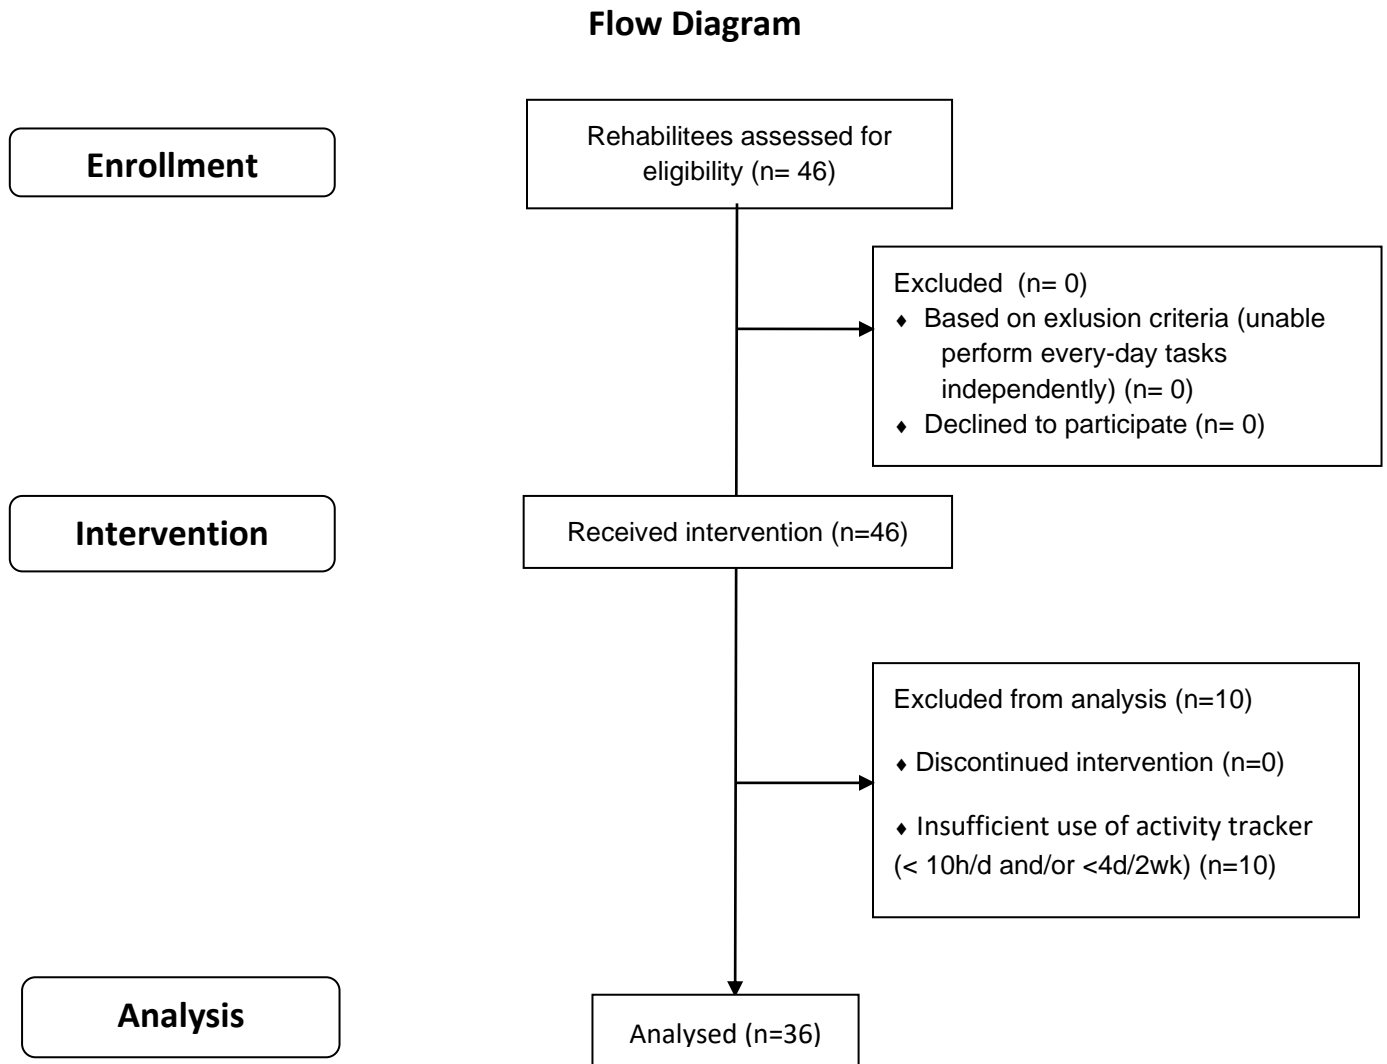 Flow Diagram
Enrollment
Rehabilitees assessed for
eligibility (n= 46)
Excluded  (n= 0)
♦ Based on exlusion criteria (unable
perform every-day tasks
independently) (n= 0)
♦ Declined to participate (n= 0)
Intervention
Received intervention (n=46)
Excluded from analysis (n=10)
♦ Discontinued intervention (n=0)
♦ Insufficient use of activity tracker
(< 10h/d and/or <4d/2wk) (n=10)
Analysis
Analysed (n=36)